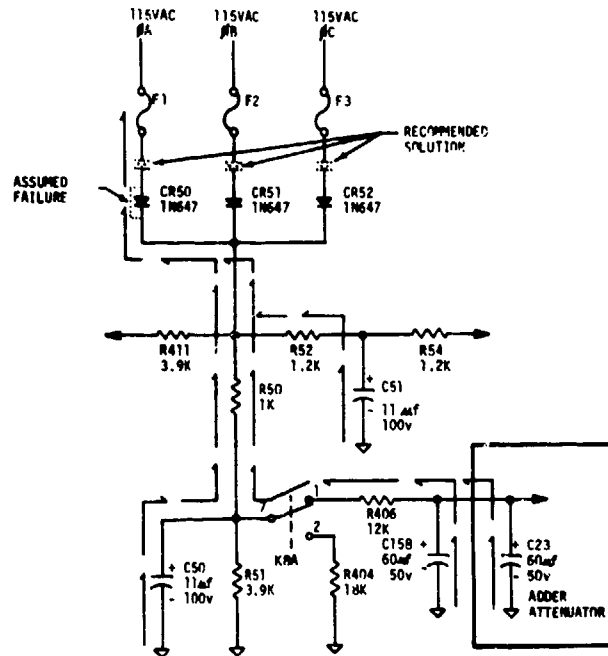 115VAC
ØA
115VAC
ØB
115VAC
ØC
F1
F2
F3
RECOMMENDED
SOLUTION
ASSUMED
FAILURE
CR50
1N647
CR51
1N647
CR52
1N647
R411
3.9K
R52
1.2K
R54
1.2K
R50
1K
+ C51
- 11 µf
100v
1
7
2
R406
12K
K8A
+ C50
11µf
- 100v
R51
3.9K
R404
18K
+
C158
60µf
50v
-
+
C23
60µf
50v
-
ADDER
ATTENUATOR